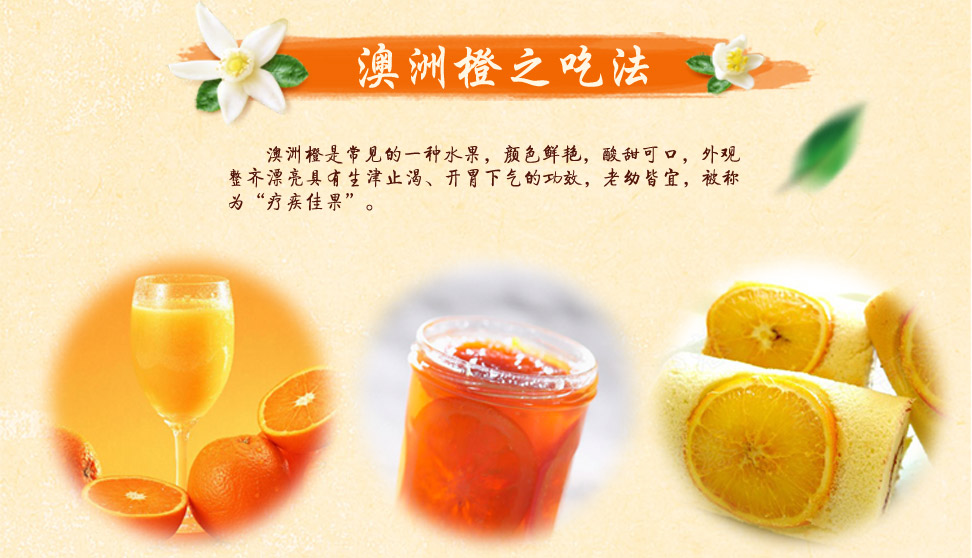 澳洲橙之吃法
澳洲橙是常见的一种水果，颜色鲜艳，酸甜可口，外观
整齐漂亮具有生津止渴、开胃下气的功效，老幼皆宜，被称
为“疗疾佳果”。